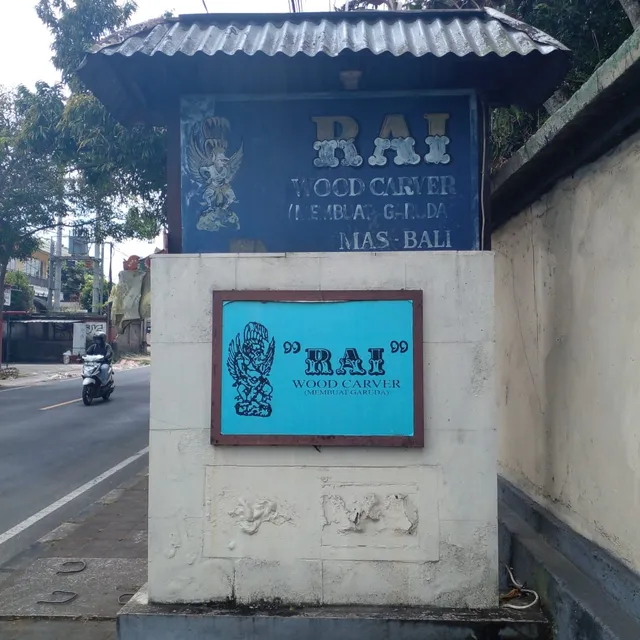 RAI
WOOD CARVER
(MEMBUAT GARUDA)
MAS-BALI
"RAI"
WOOD CARVER
(MEMBUAT GARUDA)